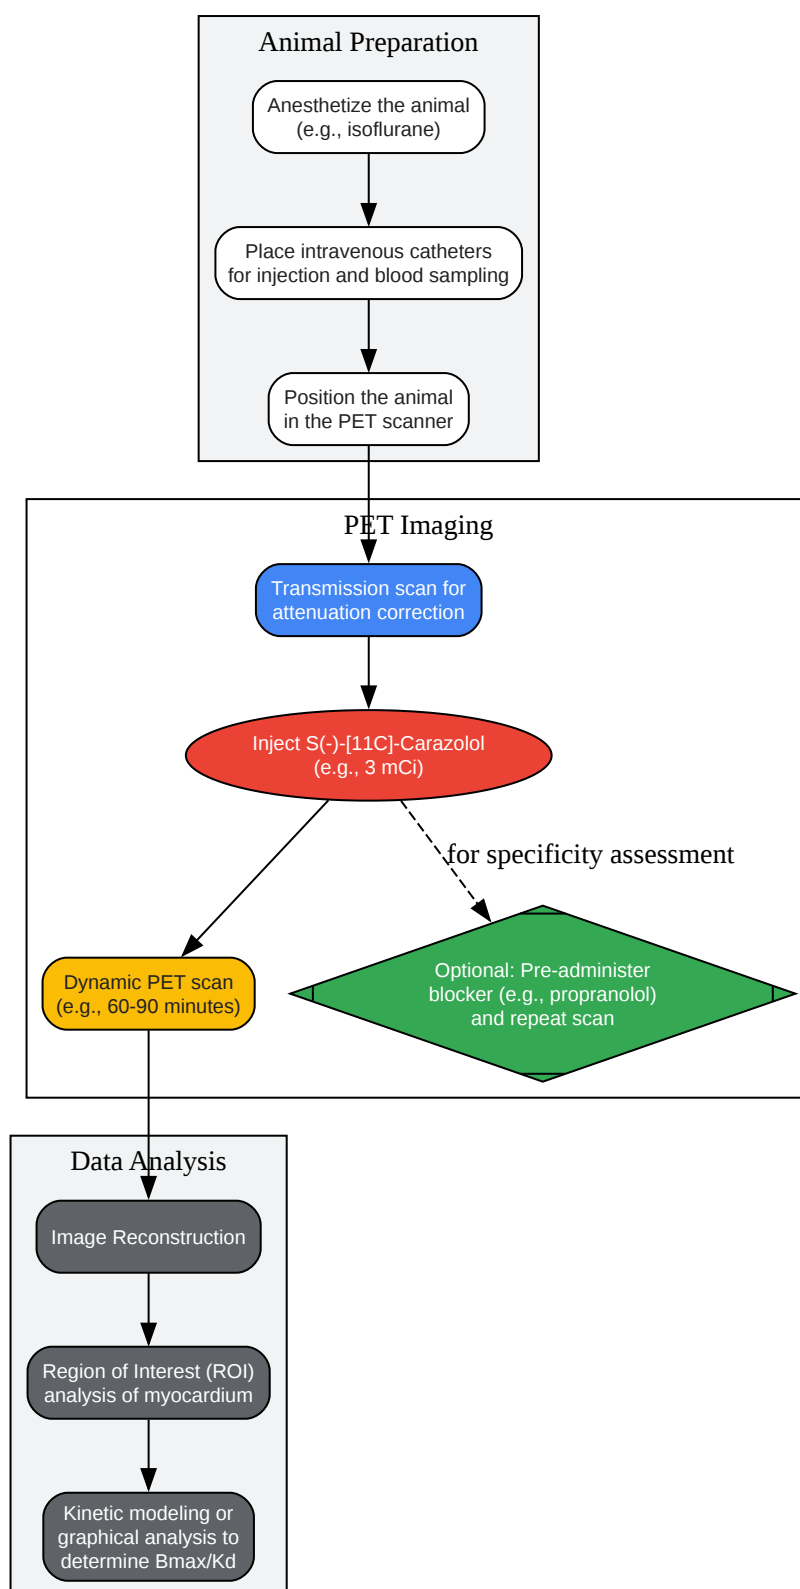 Animal Preparation
Anesthetize the animal
(e.g., isoflurane)
Place intravenous catheters
for injection and blood sampling
Position the animal
in the PET scanner
PET Imaging
Transmission scan for
attenuation correction
Inject S(-)-[11C]-Carazolol
(e.g., 3 mCi)
for specificity assessment
Dynamic PET scan
(e.g., 60-90 minutes)
Optional: Pre-administer
blocker (e.g., propranolol)
and repeat scan
Data Analysis
Image Reconstruction
Region of Interest (ROI)
analysis of myocardium
Kinetic modeling or
graphical analysis to
determine Bmax/Kd